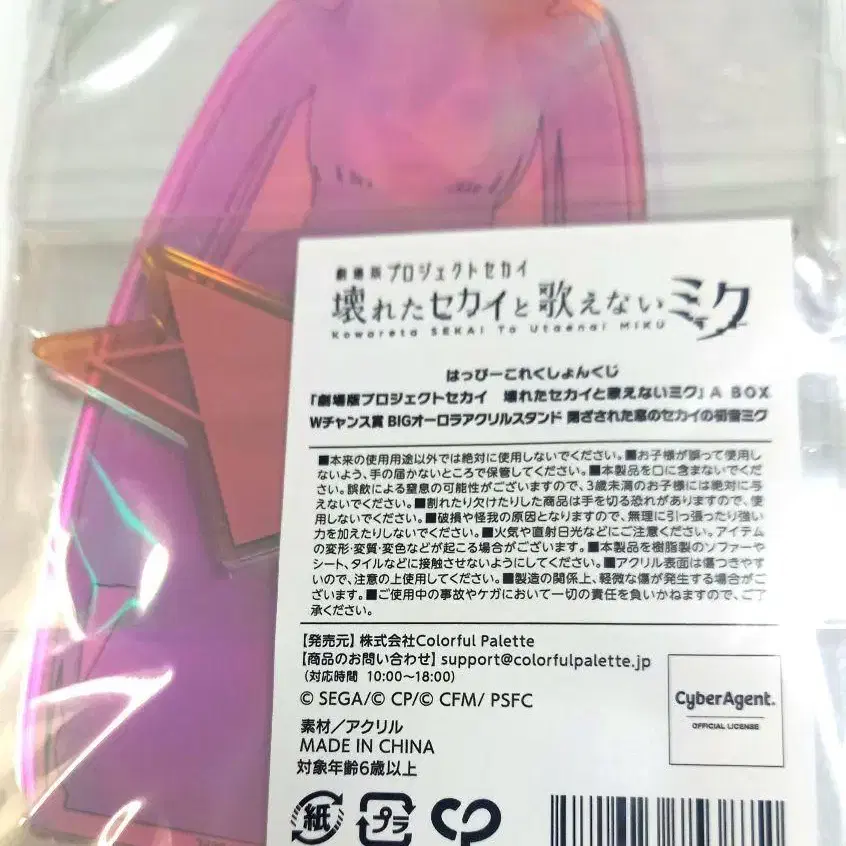 劇場版プロジェクトセカイ
壊れたセカイと歌えないミク
Kowareta SEKAI To Utaenai MIKU
はっぴーこれくしょんくじ
「劇場版プロジェクトセカイ 壊れたセカイと歌えないミク」A BOX
Wチャンス賞 BIGオーロラアクリルスタンド 閉ざされた窓のセカイの初音ミク
■本来の使用用途以外では絶対に使用しないでください。■お子様が誤って使用し
ないよう、手の届かないところで保管してください。■本製品を口に含まないでくだ
さい。誤飲による窒息の可能性がございますので、3歳未満のお子様には絶対に与
えないでください。■割れたり欠けたりした商品は手を切る恐れがありますので、使
用しないでください。■破損や怪我の原因となりますので、無理に引っ張ったり強い
力を加えたりしないでください。■火気や直射日光などにご注意ください。アイテム
の変形・変質・変色などが起こる場合がございます。■本製品を樹脂製のソファーや
シート、タイルなどに接触させないようにしてください。■アクリル表面は傷つきやす
いので、注意の上使用してください。■製造の関係上、軽微な傷が発生する場合がご
ざいます。■ご使用中の事故やケガにおいて一切の責任を負いかねますので、ご了
承ください。
【発売元】株式会社Colorful Palette
【商品のお問い合わせ】support@colorfulpalette.jp
(対応時間 10:00~18:00)
© SEGA/© CP/© CFM/ PSFC
CyberAgent.
OFFICIAL LICENSE
素材/アクリル
MADE IN CHINA
対象年齢6歳以上
紙 プラ CP